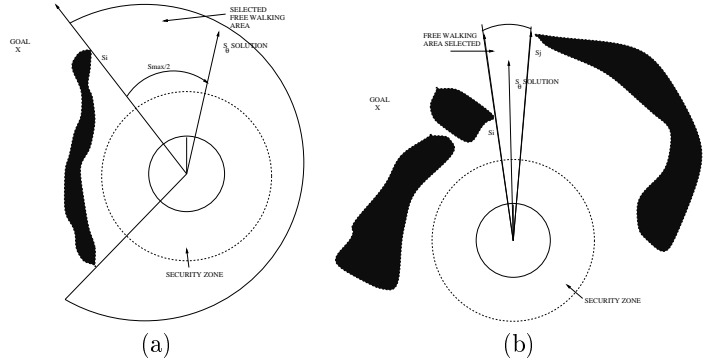 SELECTED
FREE WALKING
AREA
GOAL
X
Si
Smax/2
S
θ
SOLUTION
SECURITY ZONE
(a)
FREE WALKING
AREA SELECTED
Sj
S
θ
SOLUTION
GOAL
X
Si
SECURITY ZONE
(b)